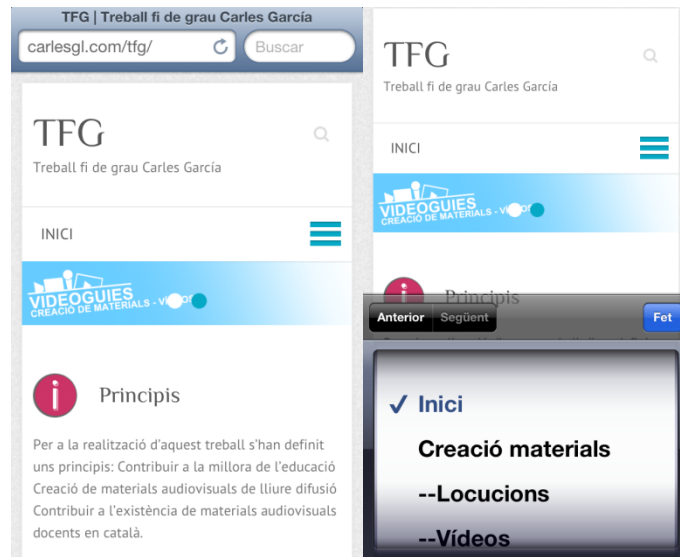 TFG | Treball fi de grau Carles García
carlesgl.com/tfg/
Buscar
TFG
Treball fi de grau Carles García
INICI
VIDEOGUIES
CREACIÓ DE MATERIALS - 
Principis
Per a la realització d'aquest treball s'han definit
uns principis: Contribuir a la millora de l'educació
Creació de materials audiovisuals de lliure difusió
Contribuir a l'existència de materials audiovisuals
docents en català.
TFG
Treball fi de grau Carles García
INICI
VIDEOGUIES
CREACIÓ DE MATERIALS - 
Principis
Anterior
Següent
Fet
✓ Inici
Creació materials
--Locucions
--Vídeos